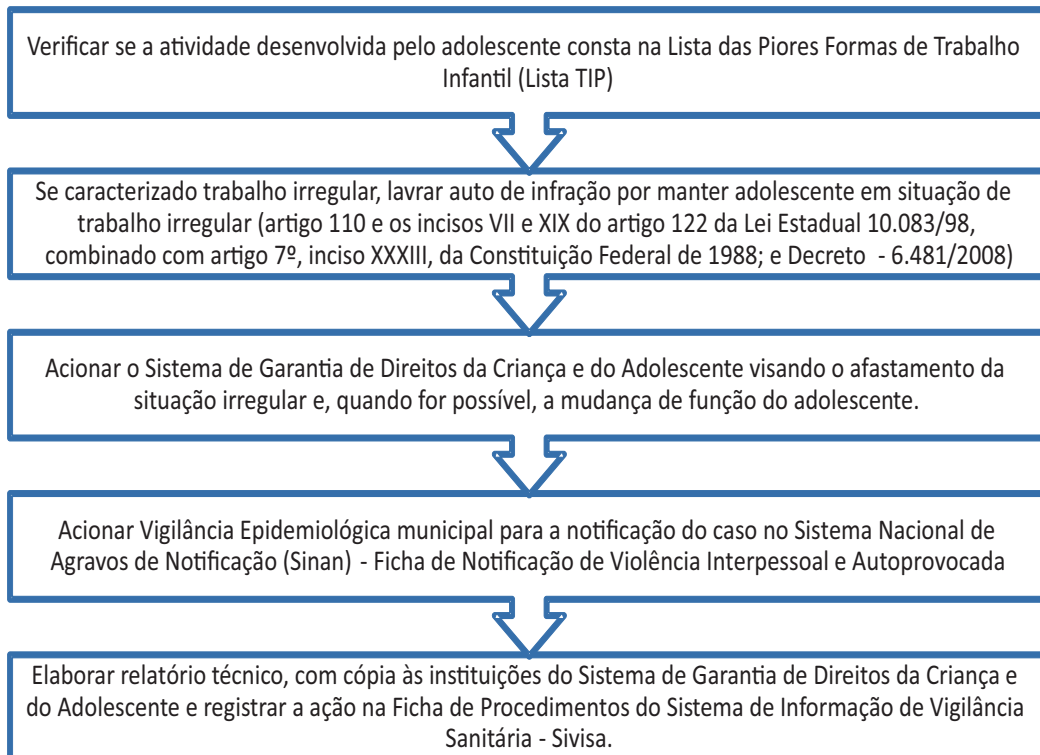 Verificar se a atividade desenvolvida pelo adolescente consta na Lista das Piores Formas de Trabalho
Infantil (Lista TIP)
Se caracterizado trabalho irregular, lavrar auto de infração por manter adolescente em situação de
trabalho irregular (artigo 110 e os incisos VII e XIX do artigo 122 da Lei Estadual 10.083/98,
combinado com artigo 7º, inciso XXXIII, da Constituição Federal de 1988; e Decreto - 6.481/2008)
Acionar o Sistema de Garantia de Direitos da Criança e do Adolescente visando o afastamento da
situação irregular e, quando for possível, a mudança de função do adolescente.
Acionar Vigilância Epidemiológica municipal para a notificação do caso no Sistema Nacional de
Agravos de Notificação (Sinan) - Ficha de Notificação de Violência Interpessoal e Autoprovocada
Elaborar relatório técnico, com cópia às instituições do Sistema de Garantia de Direitos da Criança e
do Adolescente e registrar a ação na Ficha de Procedimentos do Sistema de Informação de Vigilância
Sanitária - Sivisa.